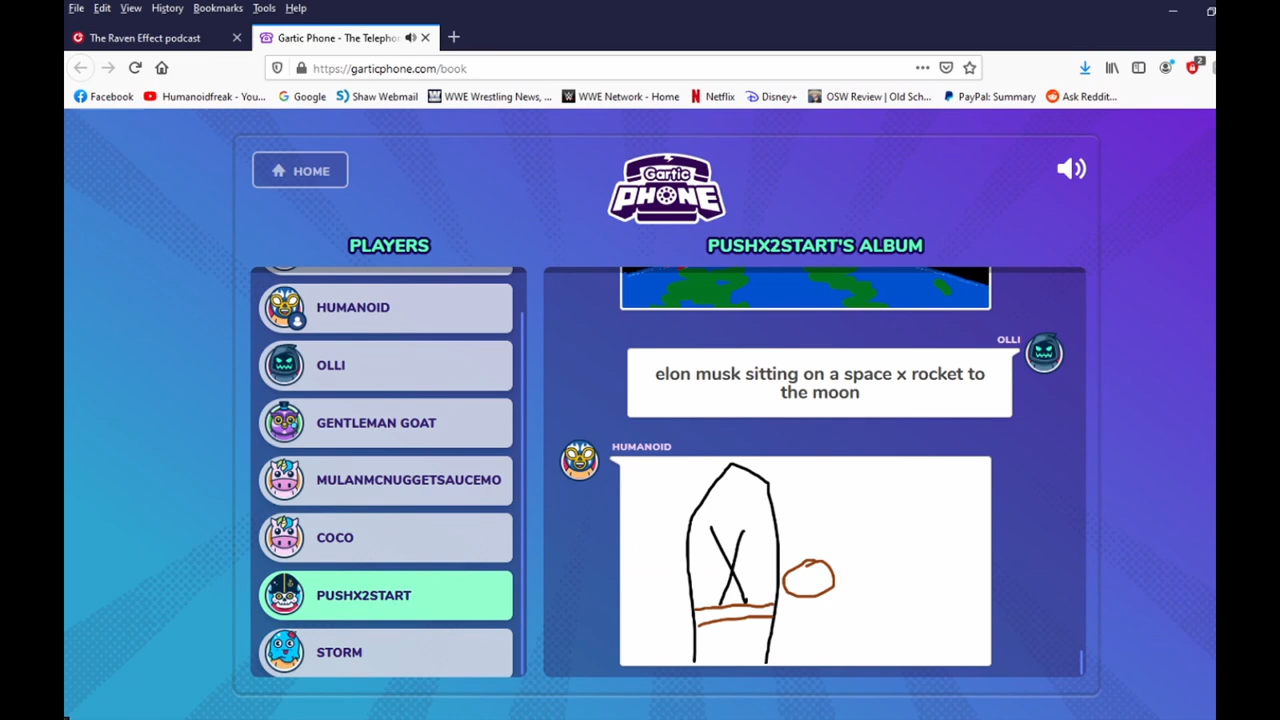 File Edit View History Bookmarks Tools Help
The Raven Effect podcast
Gartic Phone - The Telepho
https://garticphone.com/book
Facebook Humanoidfreak - You... Google Shaw Webmail WWE Wrestling News, ... WWE Network - Home Netflix Disney+ OSW Review | Old Sch... PayPal: Summary Ask Reddit...
2
HOME
Gartic
PHONE
PLAYERS
PUSHX2START'S ALBUM
HUMANOID
OLLI
GENTLEMAN GOAT
MULANMCNUGGETSAUCEMO
COCO
PUSHX2START
STORM
OLLI
elon musk sitting on a space x rocket to
the moon
HUMANOID
X